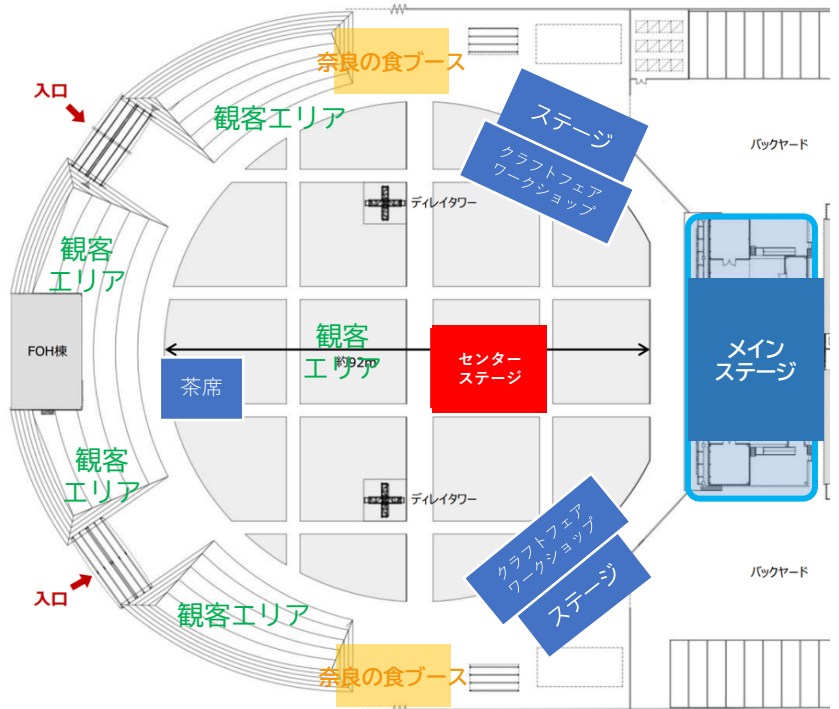 奈良の食ブース
入口
観客エリア
ステージ
クラフトフェア
ワークショップ
バックヤード
ディレイタワー
観客
エリア
FOH棟
観客
エリア
約92m
センター
ステージ
メイン
ステージ
茶席
観客
エリア
ディレイタワー
クラフトフェア
ワークショップ
ステージ
バックヤード
入口
観客エリア
奈良の食ブース